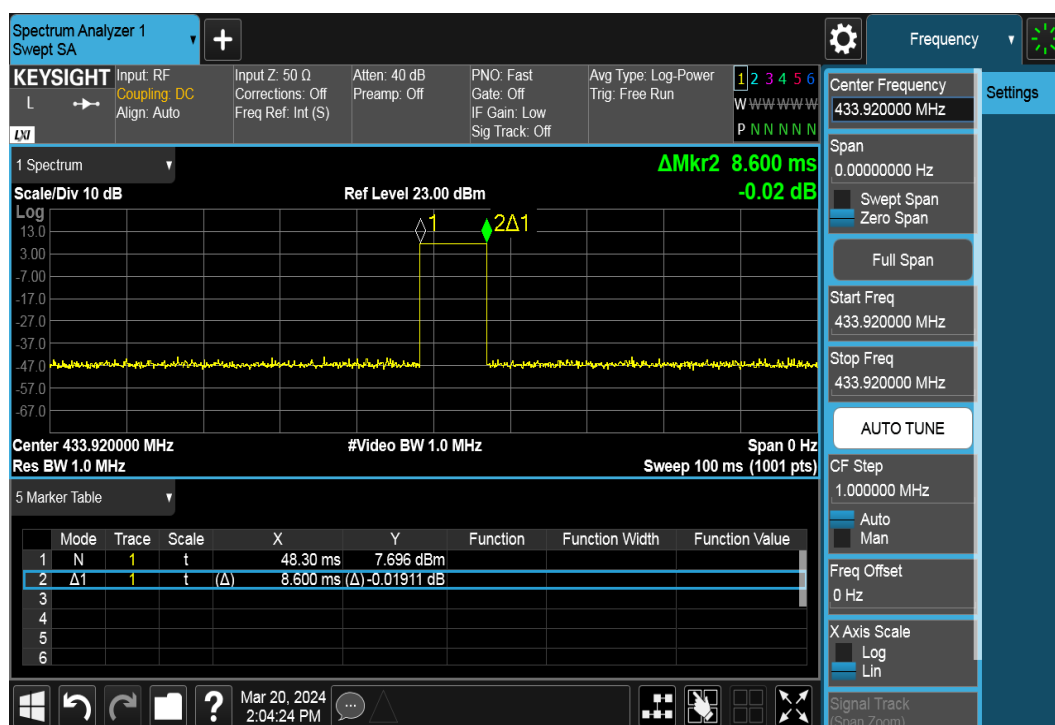 Spectrum Analyzer 1
Swept SA
+
Frequency
KEYSIGHT
L
LXI
Input: RF
Coupling: DC
Align: Auto
Input Z: 50 Ω
Corrections: Off
Freq Ref: Int (S)
Atten: 40 dB
Preamp: Off
PNO: Fast
Gate: Off
IF Gain: Low
Sig Track: Off
Avg Type: Log-Power
Trig: Free Run
1 2 3 4 5 6
W W W W W W
P N N N N N
1 Spectrum
ΔMkr2 8.600 ms
-0.02 dB
Scale/Div 10 dB
Ref Level 23.00 dBm
Log
1
2Δ1
13.0
3.00
-7.00
-17.0
-27.0
-37.0
-47.0
-57.0
-67.0
Center 433.920000 MHz
#Video BW 1.0 MHz
Span 0 Hz
Res BW 1.0 MHz
Sweep 100 ms (1001 pts)
5 Marker Table
Mode Trace Scale X Y Function Function Width Function Value
1 N 1 t 48.30 ms 7.696 dBm
2 Δ1 1 t (Δ) 8.600 ms (Δ) -0.01911 dB
3
4
5
6
?
Mar 20, 2024
2:04:24 PM
Center Frequency
433.920000 MHz
Settings
Span
0.00000000 Hz
Swept Span
Zero Span
Full Span
Start Freq
433.920000 MHz
Stop Freq
433.920000 MHz
AUTO TUNE
CF Step
1.000000 MHz
Auto
Man
Freq Offset
0 Hz
X Axis Scale
Log
Lin
Signal Track
(Span Zoom)